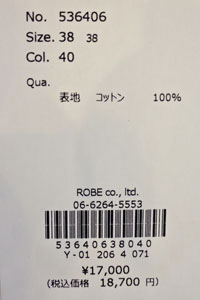 No. 536406
Size. 38 38
Col. 40
Qua.
表地 コットン 100%
ROBE co., ltd.
06-6264-5553
53640638040
Y-01 206 4 071
¥17,000
(税込価格 18,700 円)